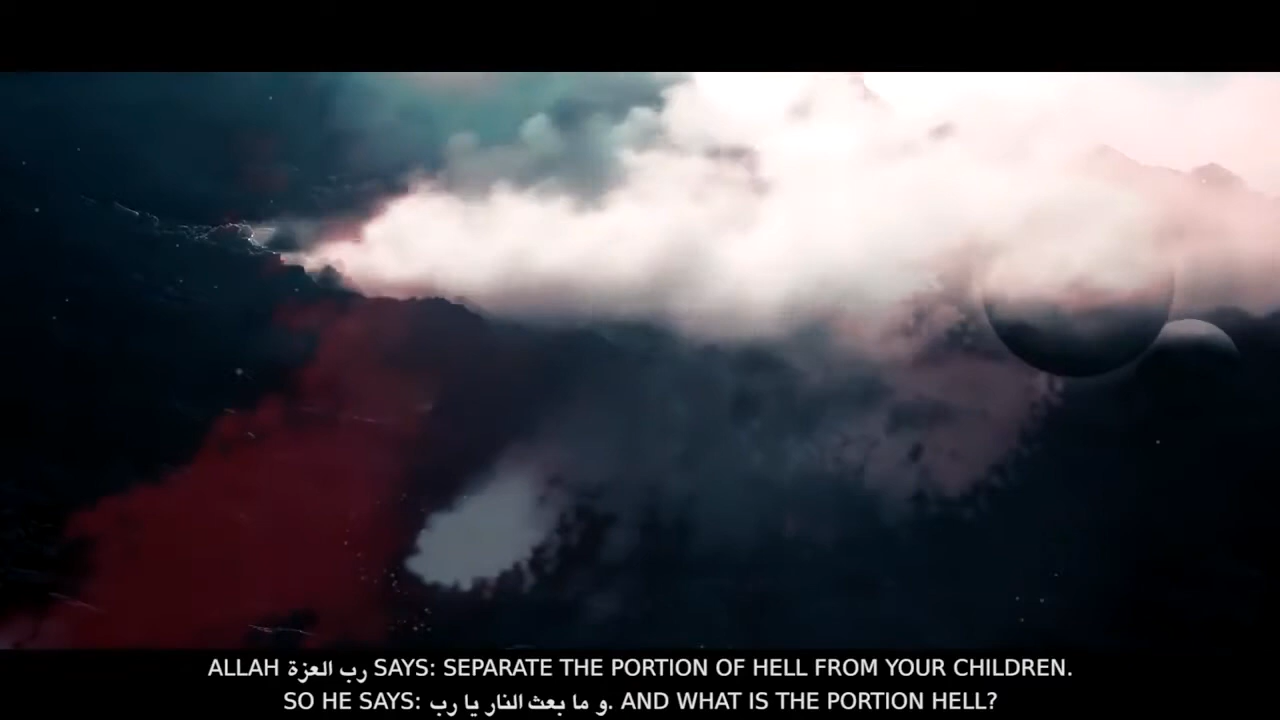 ALLAH رب العزة SAYS: SEPARATE THE PORTION OF HELL FROM YOUR CHILDREN.
SO HE SAYS: و ما بعث النار يا رب. AND WHAT IS THE PORTION HELL?